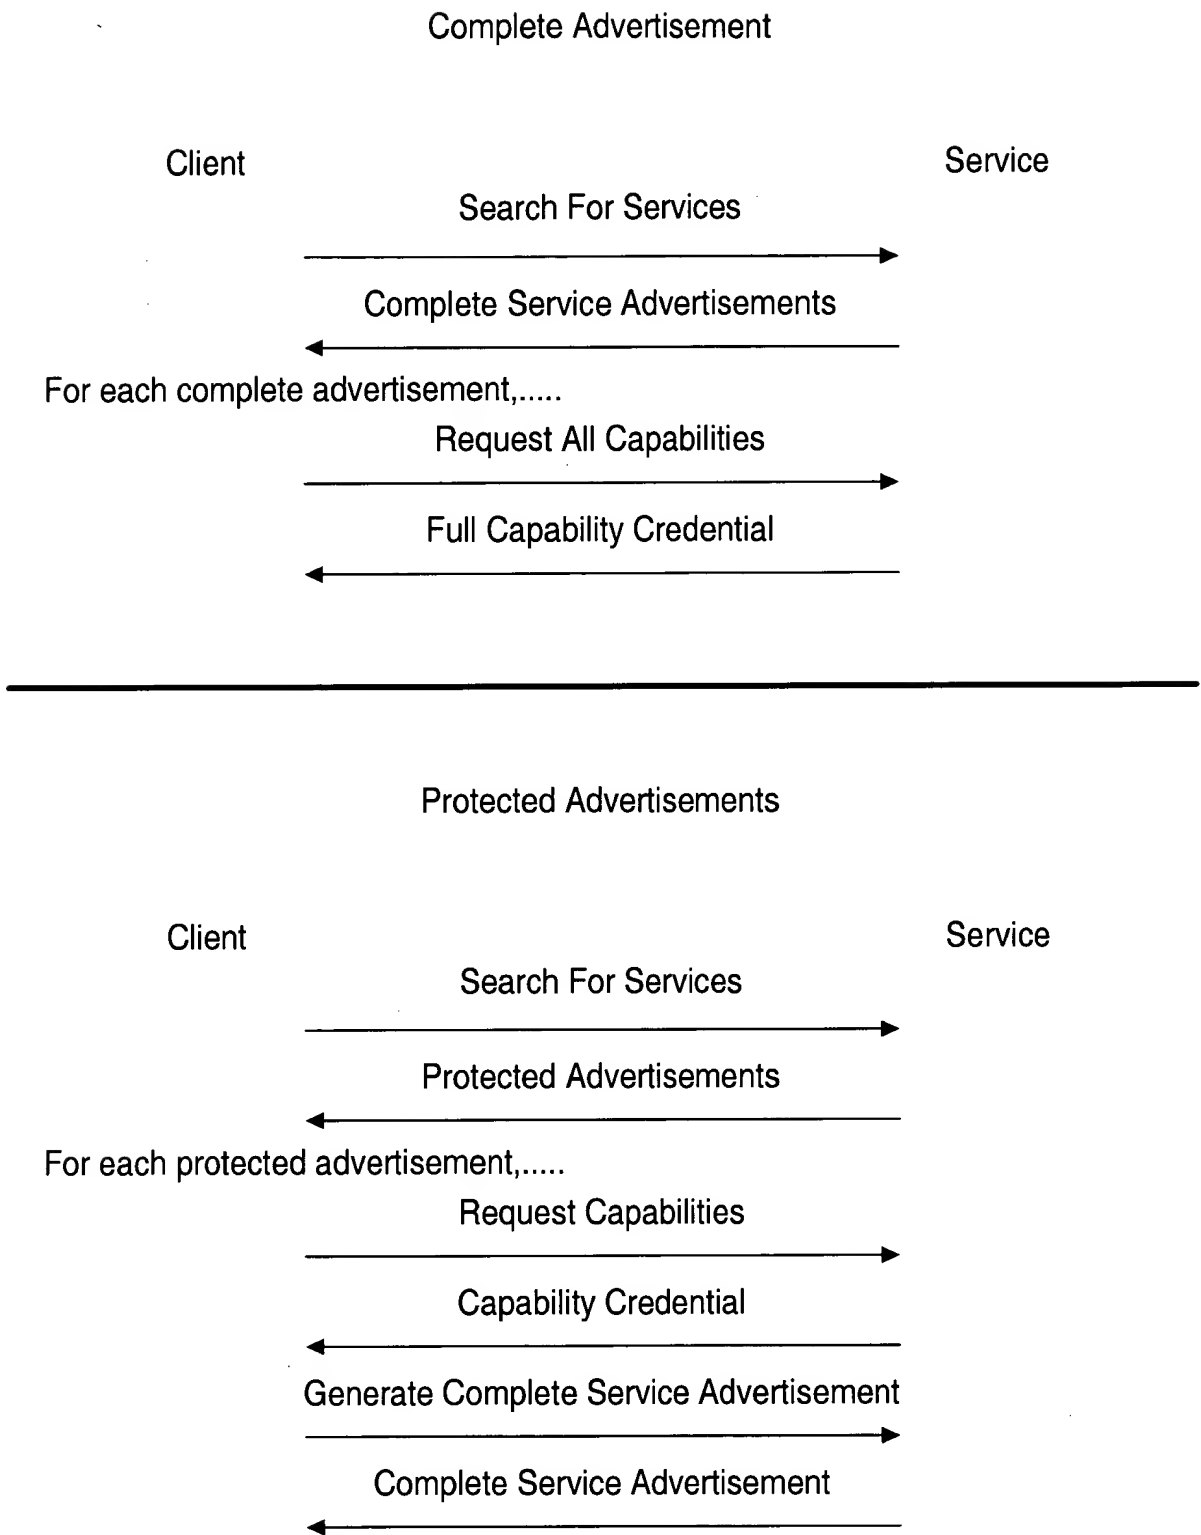 Complete Advertisement
Client
Service
Search For Services
Complete Service Advertisements
For each complete advertisement,.....
Request All Capabilities
Full Capability Credential
Protected Advertisements
Client
Service
Search For Services
Protected Advertisements
For each protected advertisement,.....
Request Capabilities
Capability Credential
Generate Complete Service Advertisement
Complete Service Advertisement